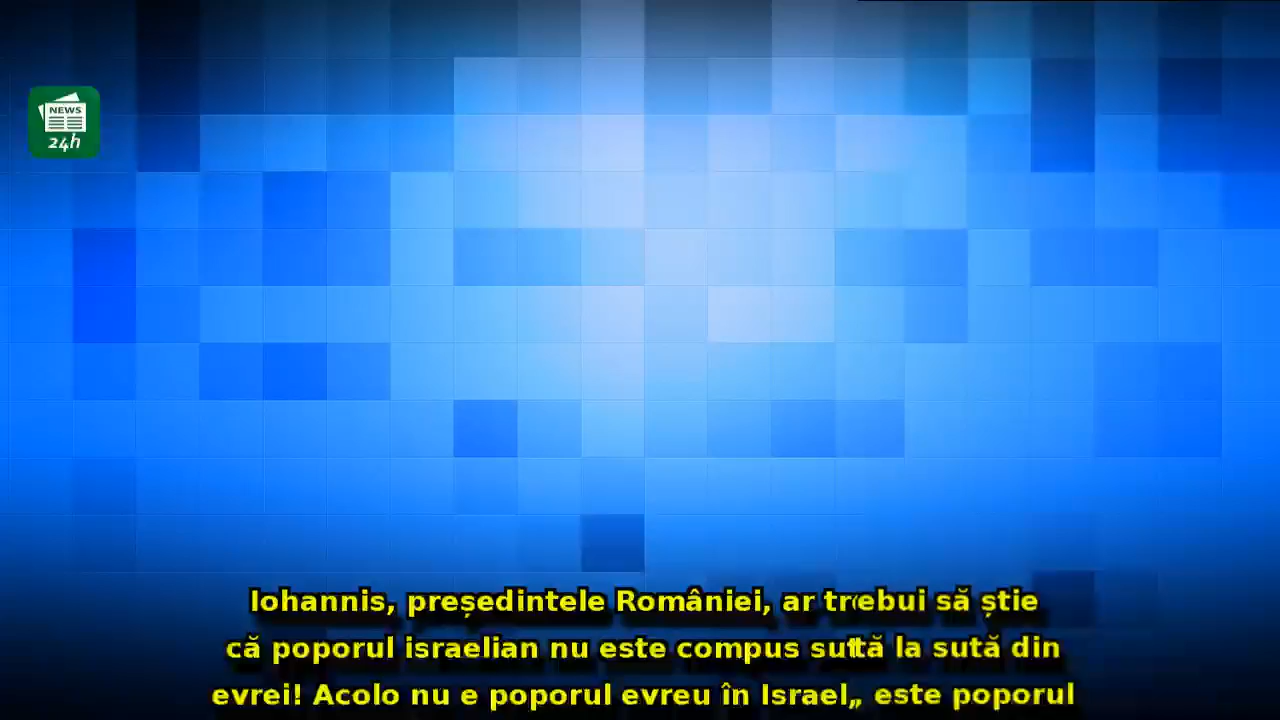 NEWS
24h
Iohannis, președintele României, ar trebui să știe
că poporul israelian nu este compus sută la sută din
evrei! Acolo nu e poporul evreu în Israel, este poporul